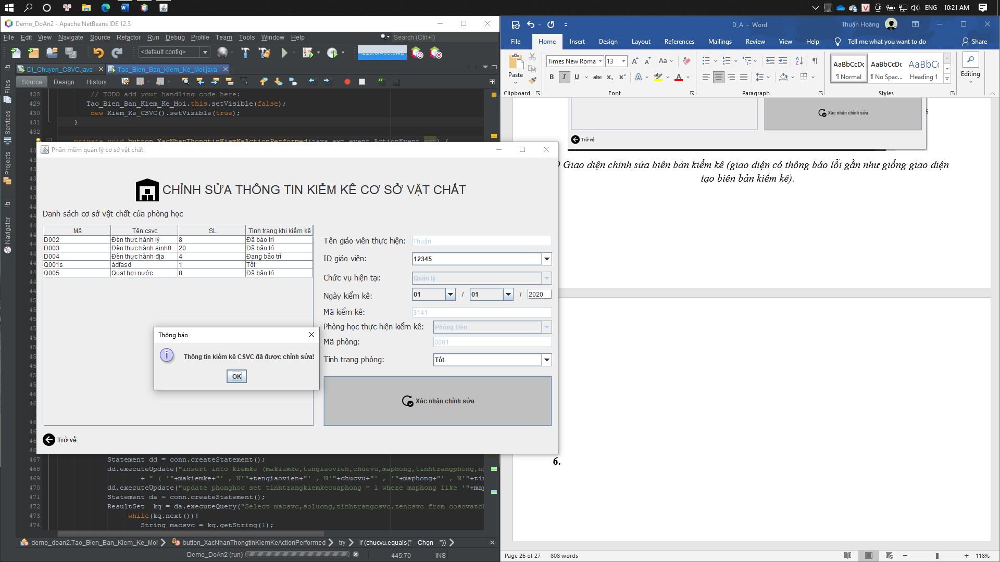 ENG 10:21 AM
Demo_DoAn2 - Apache NetBeans IDE 12.3
File Edit View Navigate Source Refactor Run Debug Profile Team Tools Window Help
Search (Ctrl+I)
<default config>
Di_Chuyen_CSVC.java
Tao_Bien_Ban_Kiem_Ke_Moi.java
Source Design History
Files
Services
Projects
Navigator
428 // TODO add your handling code here:
429 Tao_Bien_Ban_Kiem_Ke_Moi.this.setVisible(false);
430 new Kiem_Ke_CSVC().setVisible(true);
431 }
432
private void button_XacNhanThongtinKiemKeActionPerformed(java.awt.event.ActionEvent evt) {
Phần mềm quản lý cơ sở vật chất
CHỈNH SỬA THÔNG TIN KIỂM KÊ CƠ SỞ VẬT CHẤT
Danh sách cơ sở vật chất của phòng học
Mã Tên csvc SL Tình trạng khi kiểm kê
D002 Đèn thực hành lý 8 Đã bảo trì
D003 Đèn thực hành sinh0... 20 Đã bảo trì
D004 Đèn thực hành địa 4 Đang bảo trì
Q001s ádfasd 1 Tốt
Q005 Quạt hơi nước 8 Đã bảo trì
Tên giáo viên thực hiện: Thuận
ID giáo viên: 12345
Chức vụ hiện tại: Quản lý
Ngày kiểm kê: 01 / 01 / 2020
Mã kiểm kê: 3141
Phòng học thực hiện kiểm kê: Phòng Đèn
Mã phòng: 0001
Tình trạng phòng: Tốt
Xác nhận chỉnh sửa
Trở về
Thông báo
Thông tin kiểm kê CSVC đã được chỉnh sửa!
OK
467 Statement dd = conn.createStatement();
468 dd.executeUpdate("insert into kiemke (makiemke,tengiaovien,chucvu,maphong,tinhtrangphong,ng
469 + " ( '"+makiemke+"' , N'"+tengiaovien+"' , N'"+chucvu+"' , '"+maphong+"' , N'"+tin
470 dd.executeUpdate("update phonghoc set tinhtrangkiemkecuaphong = 1 where maphong like '"+map
471 Statement da = conn.createStatement();
472 ResultSet kq = da.executeQuery("Select macsvc,soluong,tinhtrangcsvc,tencsvc from cosovatch
473 while(kq.next()){
474 String macsvc = kq.getString(1);
demo_doan2.Tao_Bien_Ban_Kiem_Ke_Moi button_XacNhanThongtinKiemKeActionPerformed try if (chucvu.equals("---Chọn---"))
Demo_DoAn2 (run) 445:70 INS
D_A - Word
Thuận Hoàng
File Home Insert Design Layout References Mailings Review View Help Tell me what you want to do Share
Paste
Clipboard
Times New Roma 13
Font
Paragraph
AaBbCcDc AaBbCcDc AaBbCc
¶ Normal ¶ No Spac... Heading 1
Styles
Editing
Xác nhận chỉnh sửa
Trở về
Giao diện chỉnh sửa biên bản kiểm kê (giao diện có thông báo lỗi gần như giống giao diện
tạo biên bản kiểm kê).
6.
Page 26 of 27 808 words
118%